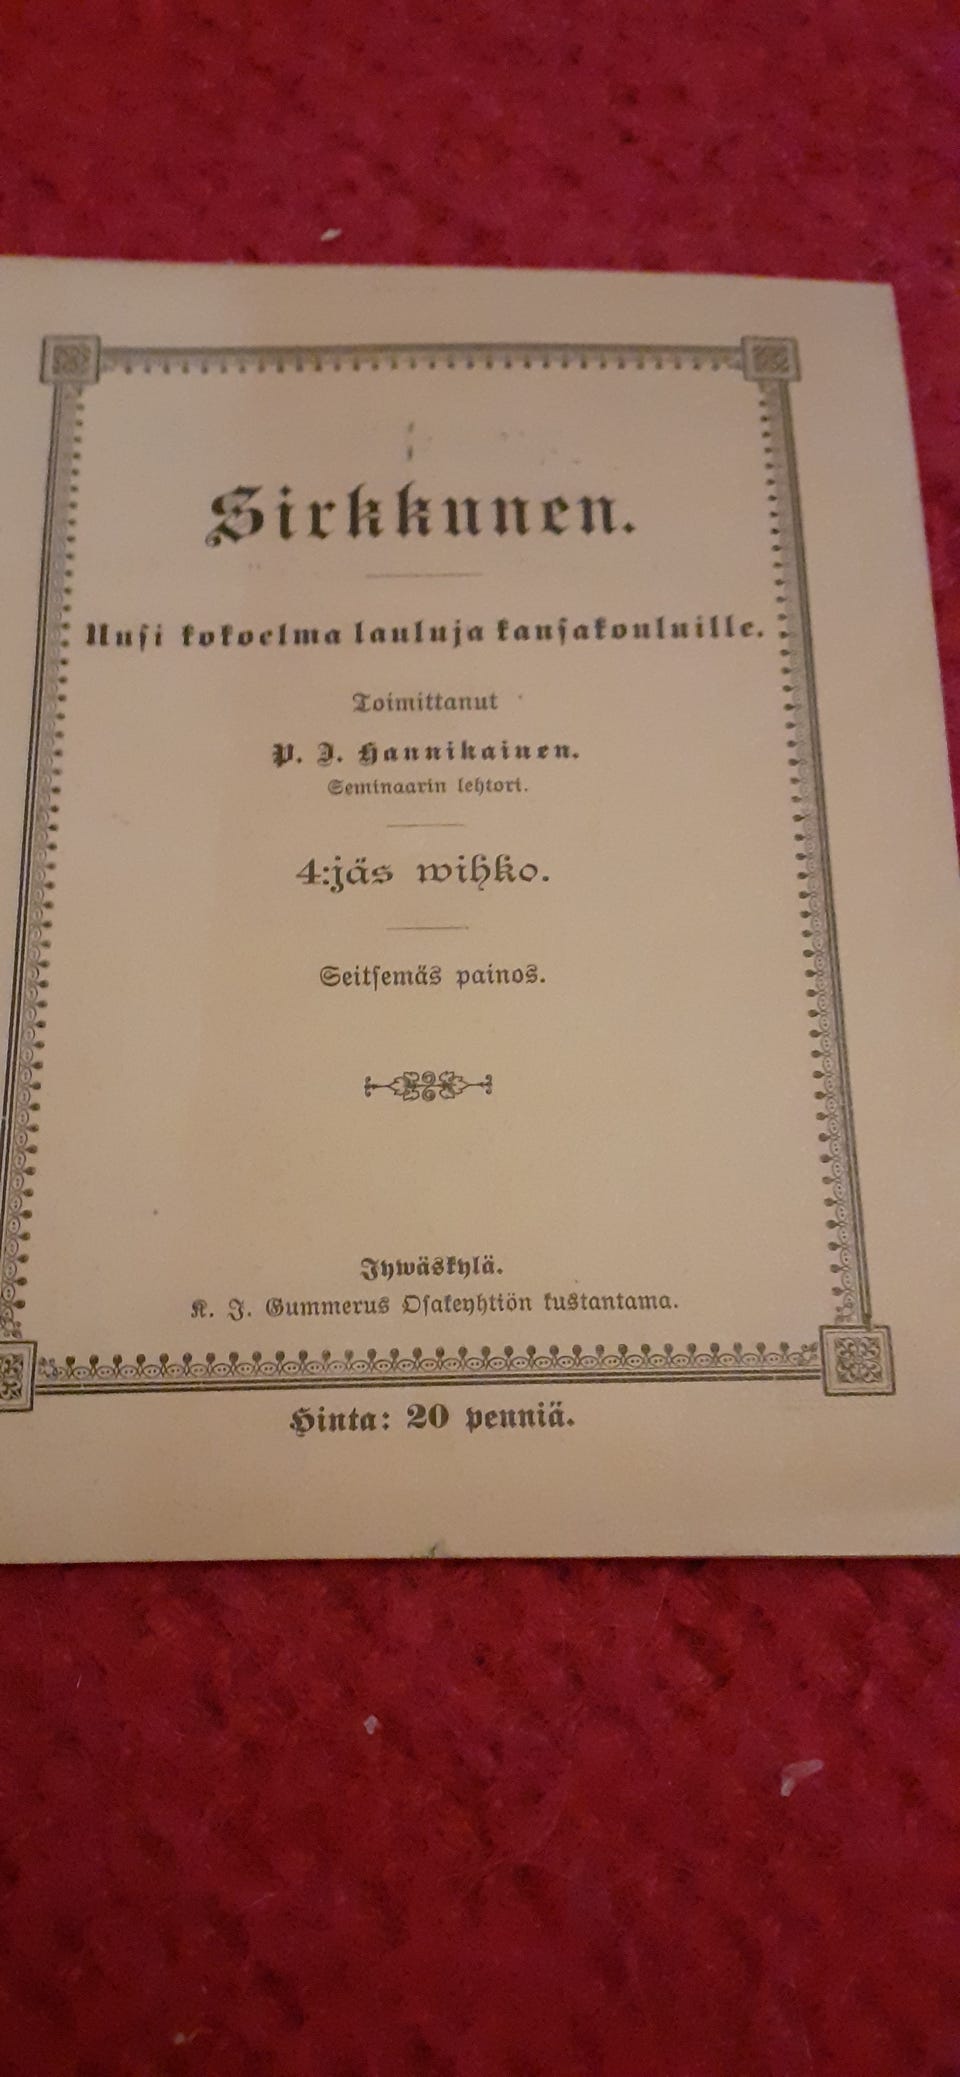 Sirkkunen.
Uusi kokoelma lauluja kansakouluille.
Toimittanut
P. J. Hannikainen.
Seminaarin lehtori.
4:jäs wihko.
Seitsemäs painos.
Jywäskylä.
K. J. Gummerus Osakeyhtiön kustantama.
Hinta: 20 penniä.